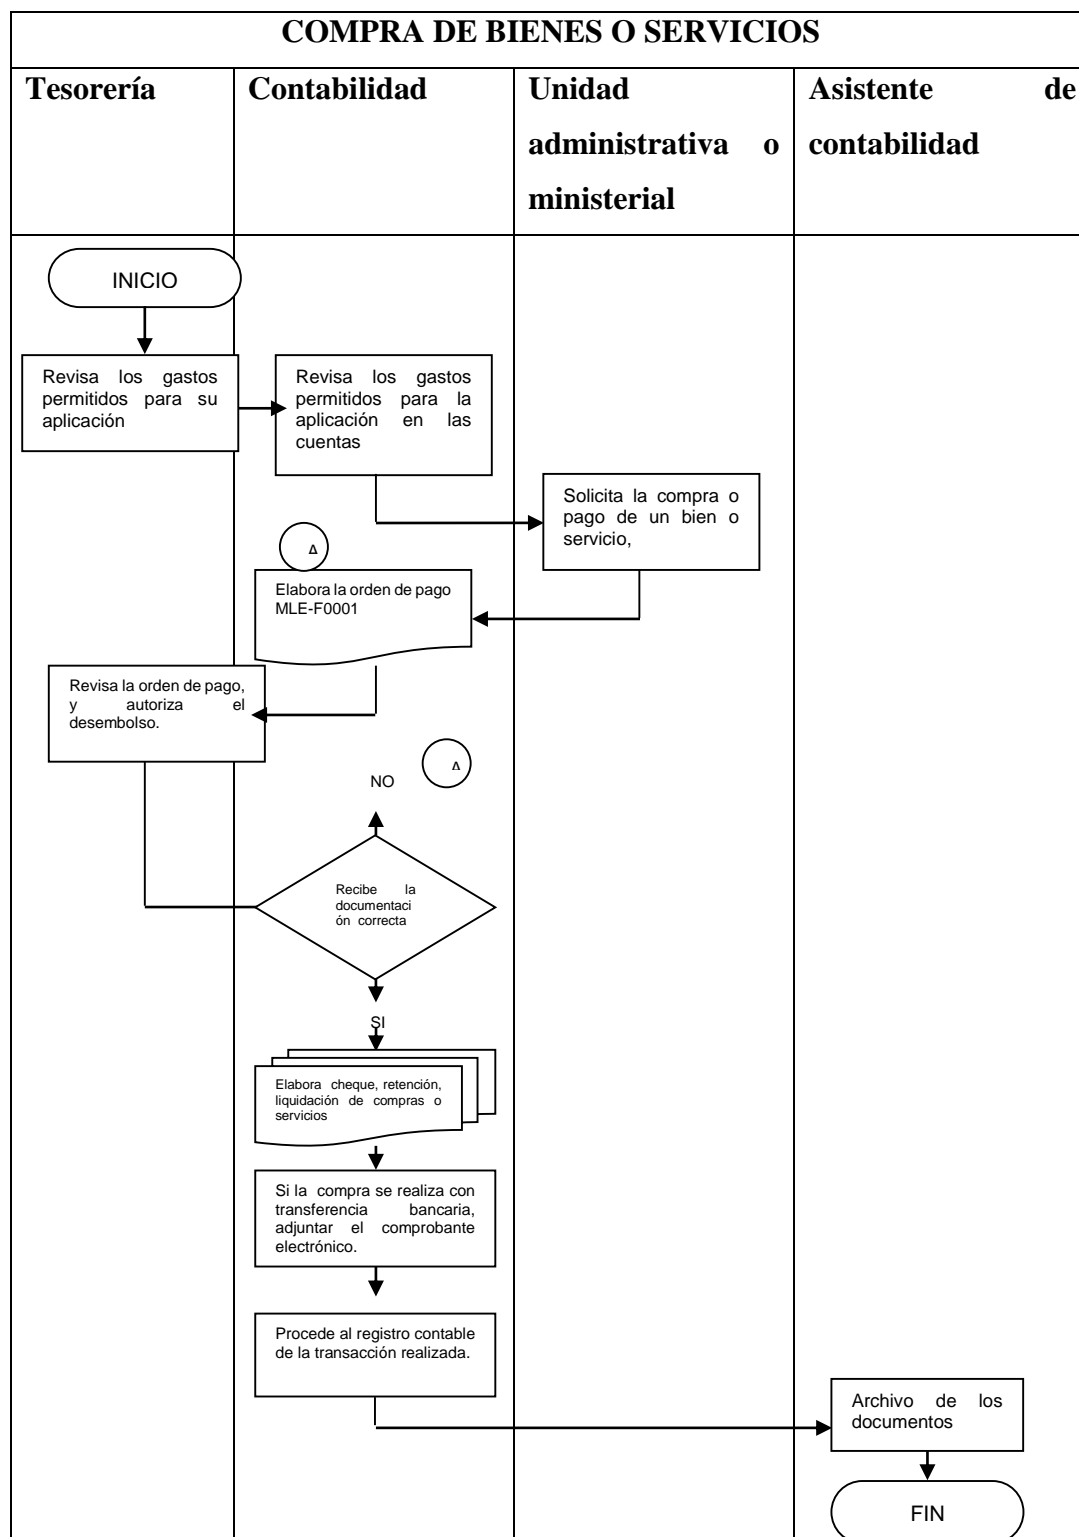 COMPRA DE BIENES O SERVICIOS
Tesorería
Contabilidad
Unidad
administrativa o
ministerial
Asistente de
contabilidad
INICIO
Revisa los gastos
permitidos para su
aplicación
Revisa los gastos
permitidos para la
aplicación en las
cuentas
Solicita la compra o
pago de un bien o
servicio,
Δ
Elabora la orden de pago
MLE-F0001
Revisa la orden de pago,
y autoriza el
desembolso.
Δ
NO
Recibe la
documentaci
ón correcta
SI
Elabora cheque, retención,
liquidación de compras o
servicios
Si la compra se realiza con
transferencia bancaria,
adjuntar el comprobante
electrónico.
Procede al registro contable
de la transacción realizada.
Archivo de los
documentos
FIN